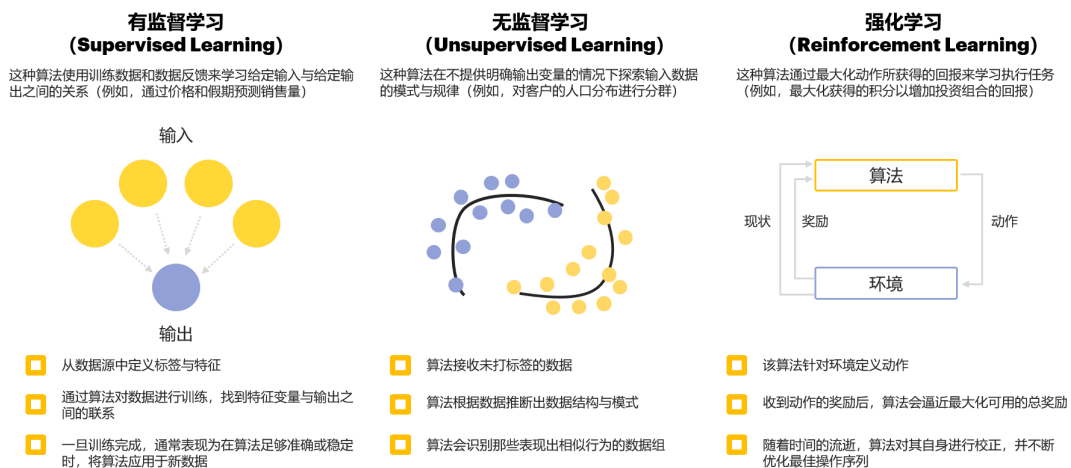 有监督学习
（Supervised Learning）
这种算法使用训练数据和数据反馈来学习给定输入与给定输
出之间的关系（例如，通过价格和假期预测销售量）
输入
输出
从数据源中定义标签与特征
通过算法对数据进行训练，找到特征变量与输出之
间的联系
一旦训练完成，通常表现为在算法足够准确或稳定
时，将算法应用于新数据
无监督学习
（Unsupervised Learning）
这种算法在不提供明确输出变量的情况下探索输入数据
的模式与规律（例如，对客户的人口分布进行分群）
算法接收未打标签的数据
算法根据数据推断出数据结构与模式
算法会识别那些表现出相似行为的数据组
强化学习
（Reinforcement Learning）
这种算法通过最大化动作所获得的回报来学习执行任务
（例如，最大化获得的积分以增加投资组合的回报）
算法
现状
奖励
动作
环境
该算法针对环境定义动作
收到动作的奖励后，算法会逼近最大化可用的总奖励
随着时间的流逝，算法对其自身进行校正，并不断
优化最佳操作序列